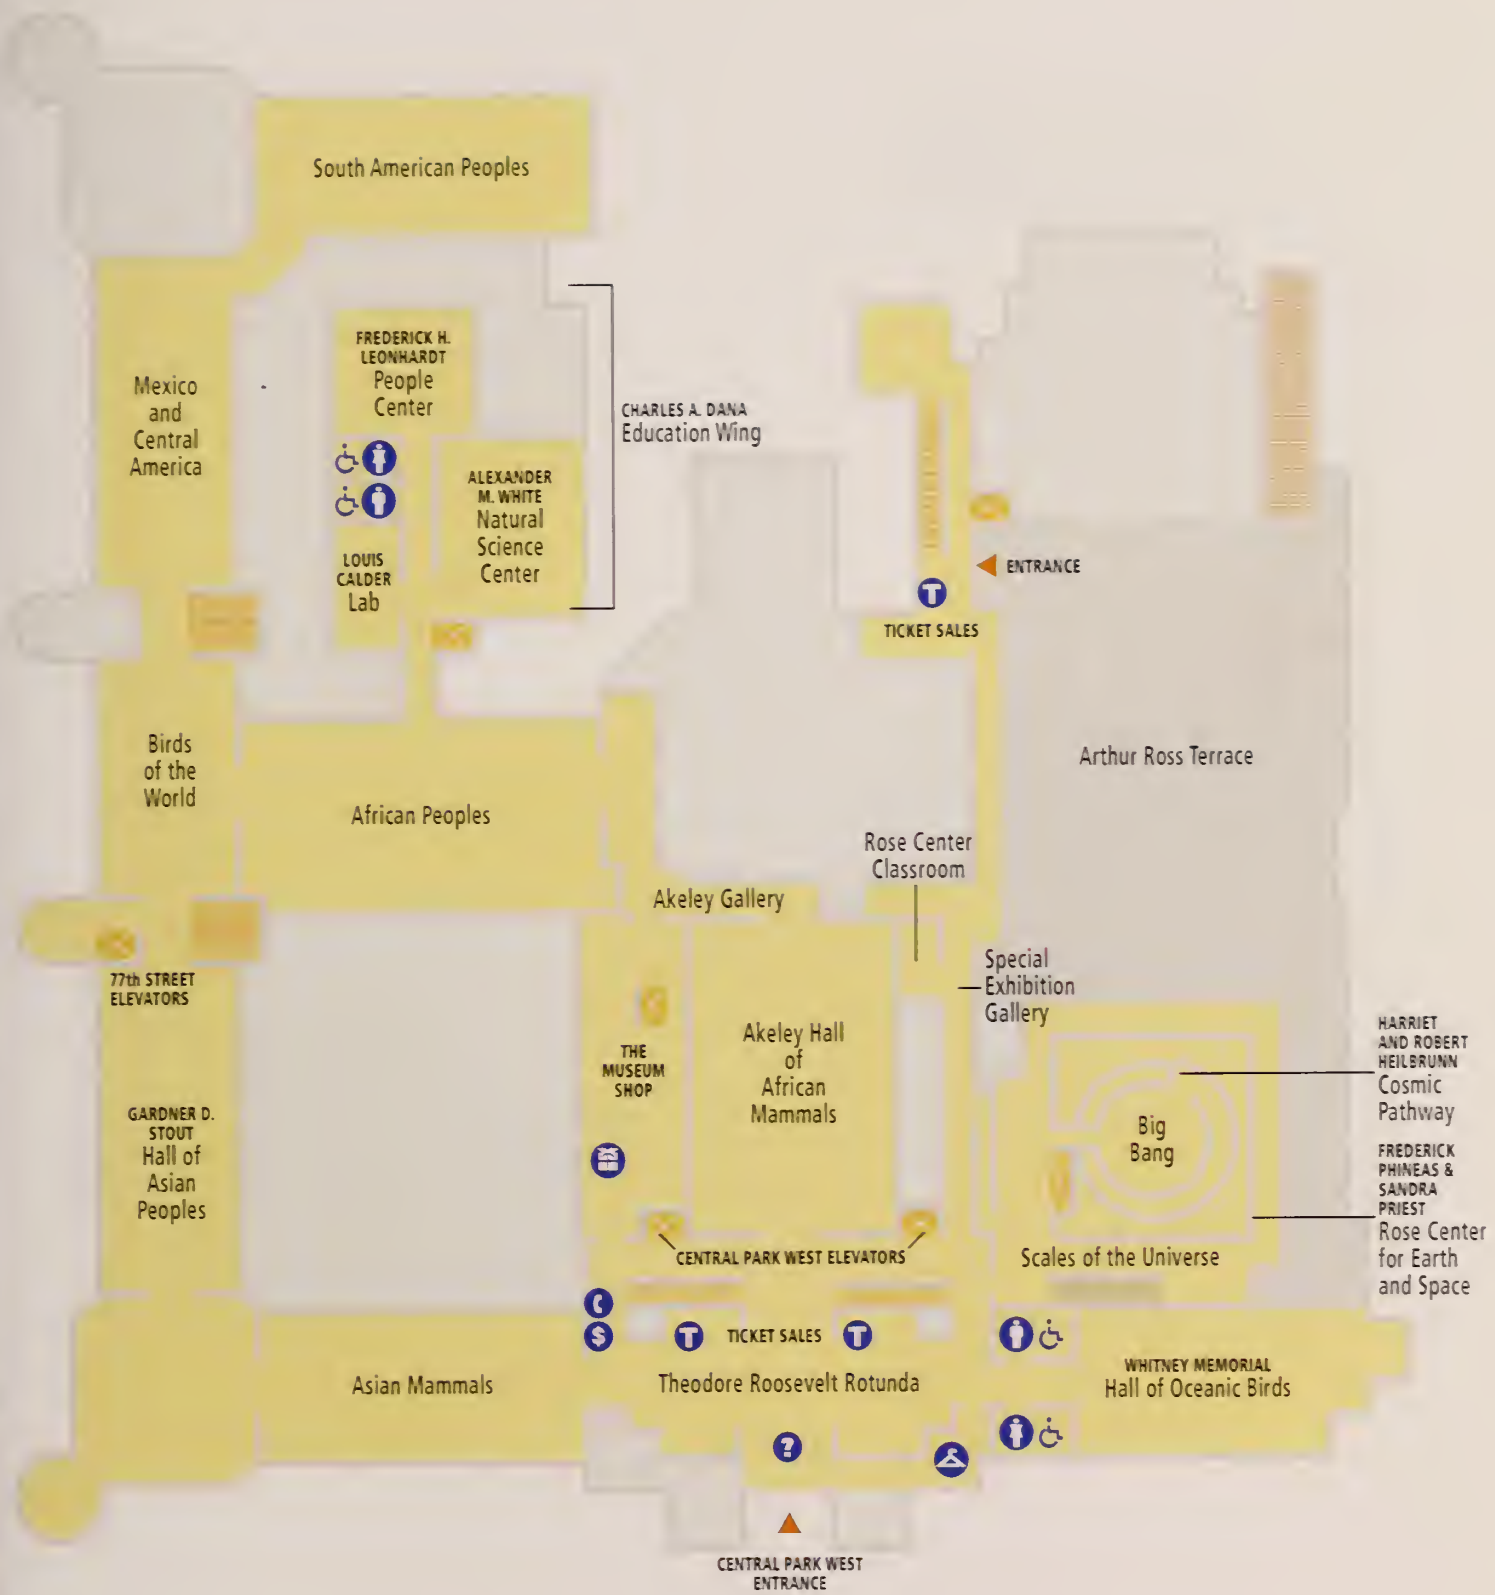 South American Peoples
FREDERICK H.
LEONHARDT
People
Center
Mexico
and
Central
America
CHARLES A. DANA
Education Wing
ALEXANDER
M. WHITE
Natural
Science
Center
LOUIS
CALDER
Lab
ENTRANCE
T
TICKET SALES
Birds
of the
World
African Peoples
Arthur Ross Terrace
Rose Center
Classroom
Akeley Gallery
77th STREET
ELEVATORS
Special
Exhibition
Gallery
THE
MUSEUM
SHOP
Akeley Hall
of
African
Mammals
HARRIET
AND ROBERT
HEILBRUNN
Cosmic
Pathway
Big
Bang
GARDNER D.
STOUT
Hall of
Asian
Peoples
FREDERICK
PHINEAS &
SANDRA
PRIEST
Rose Center
for Earth
and Space
CENTRAL PARK WEST ELEVATORS
Scales of the Universe
$
T TICKET SALES T
Asian Mammals
Theodore Roosevelt Rotunda
WHITNEY MEMORIAL
Hall of Oceanic Birds
?
CENTRAL PARK WEST
ENTRANCE